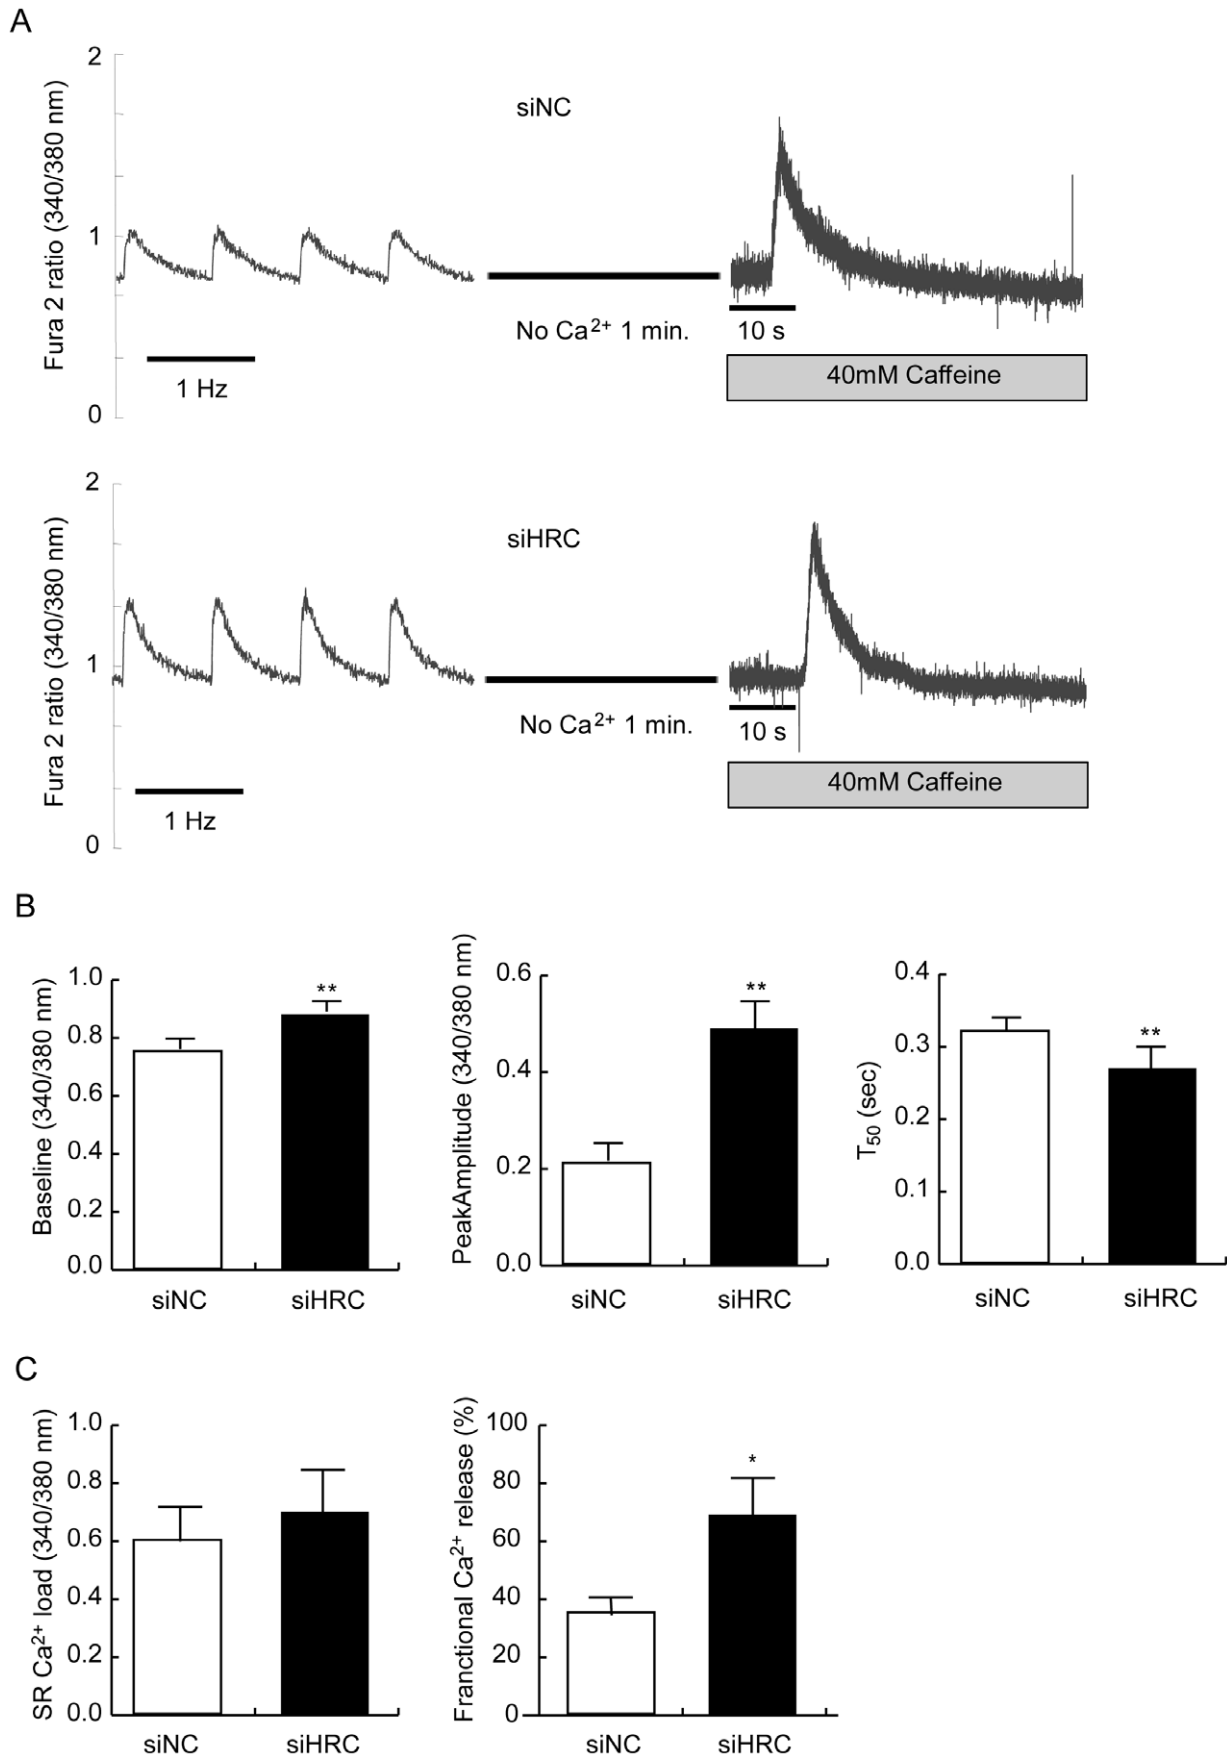 A
2
1
0
Fura 2 ratio (340/380 nm)
siNC
No Ca²⁺ 1 min.
1 Hz
10 s
40mM Caffeine
2
1
0
Fura 2 ratio (340/380 nm)
siHRC
No Ca²⁺ 1 min.
1 Hz
10 s
40mM Caffeine
B
Baseline (340/380 nm)
1.0
0.8
0.6
0.4
0.2
0.0
**
siNC siHRC
PeakAmplitude (340/380 nm)
0.6
0.4
0.2
0.0
**
siNC siHRC
T₅₀ (sec)
0.4
0.3
0.2
0.1
0.0
**
siNC siHRC
C
SR Ca²⁺ load (340/380 nm)
1.0
0.8
0.6
0.4
0.2
0.0
siNC siHRC
Franctional Ca²⁺ release (%)
100
80
60
40
20
0
*
siNC siHRC